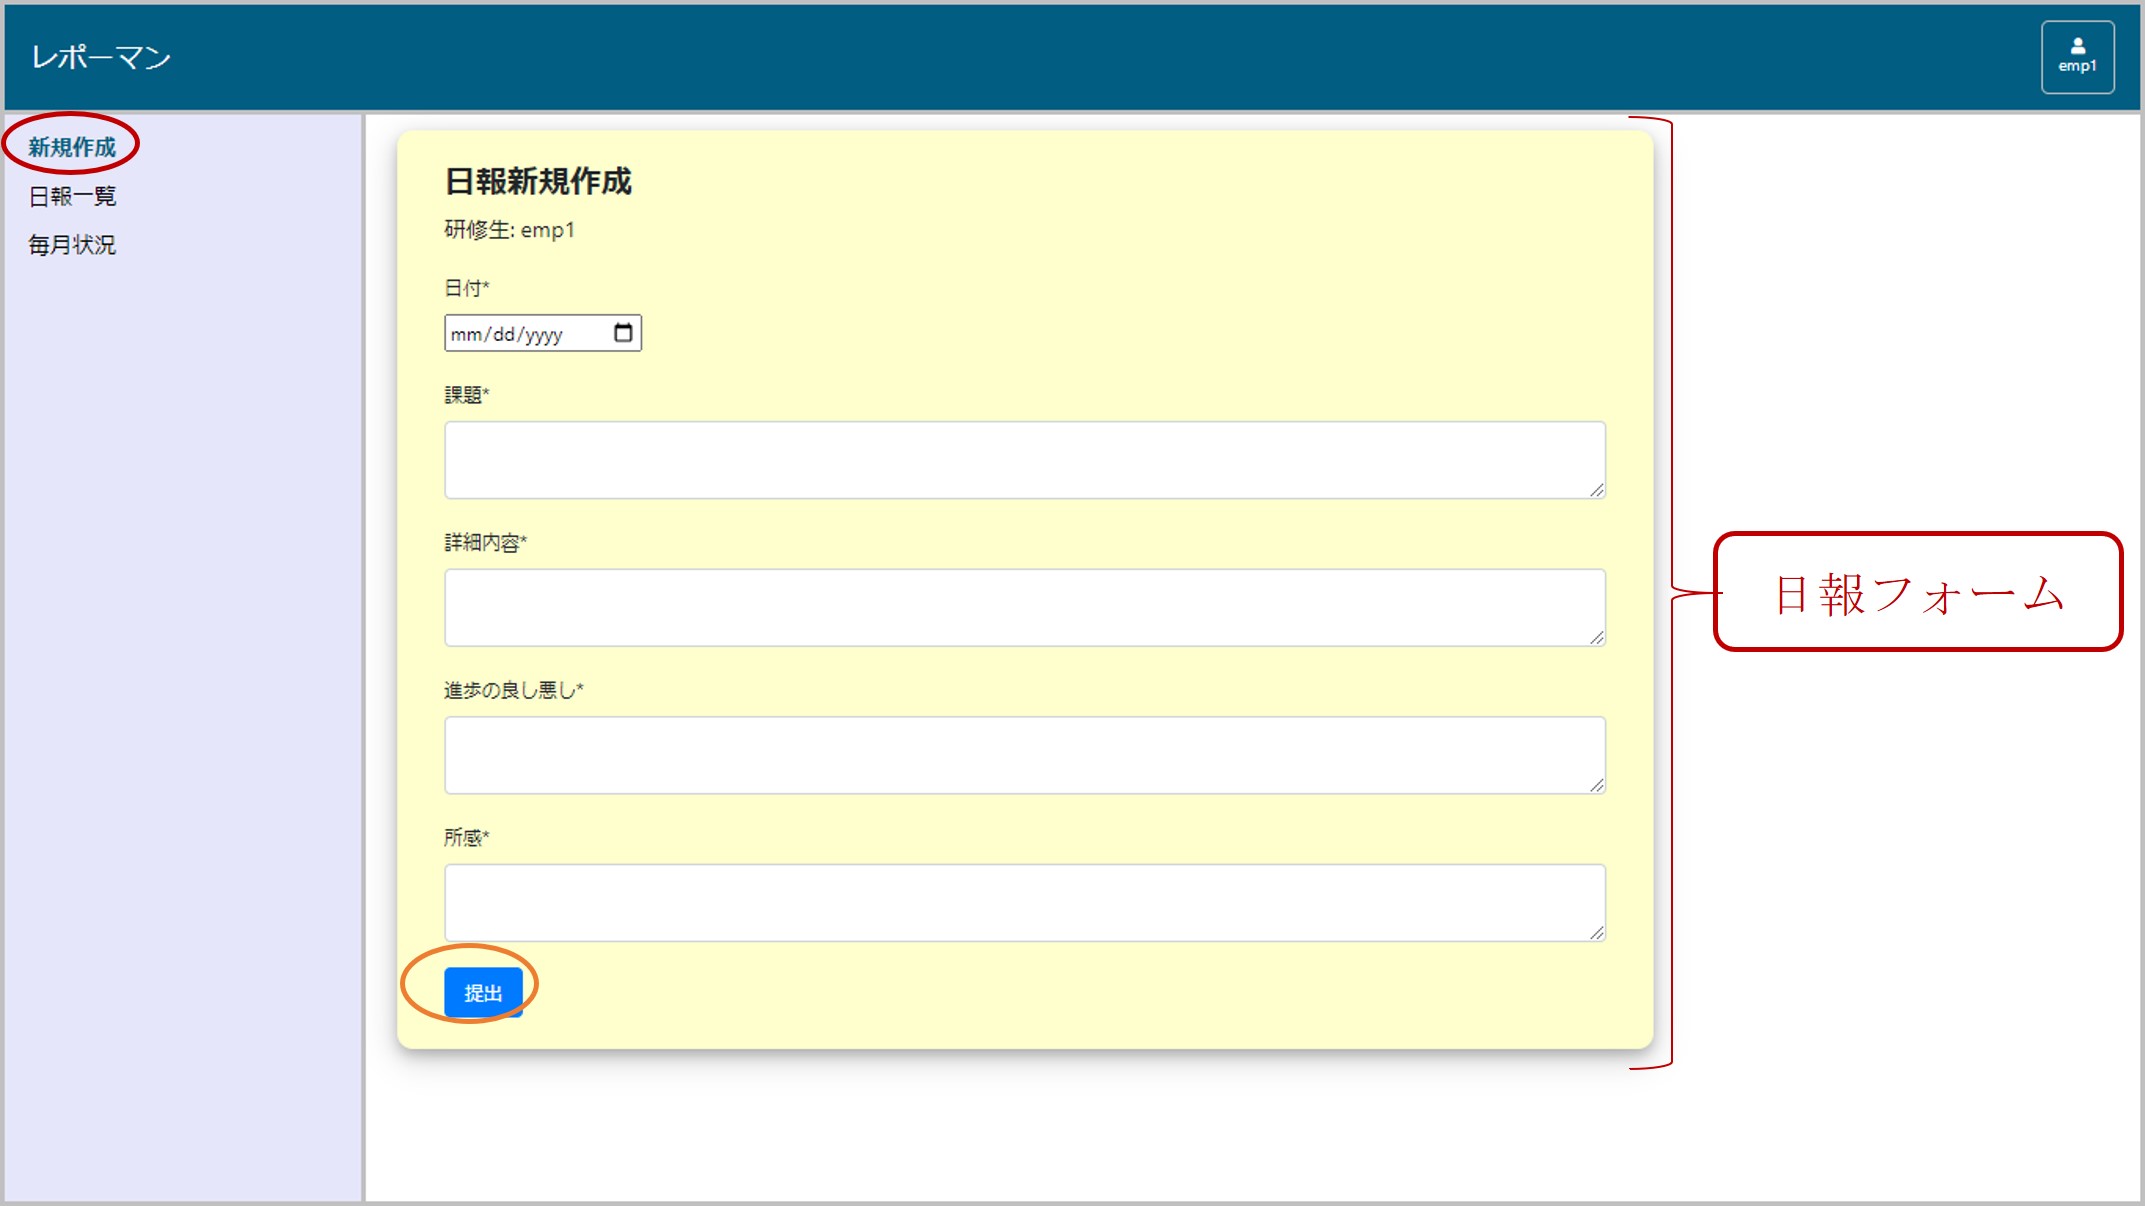 レポーマン
emp1
新規作成
日報一覧
毎月状況
日報新規作成
研修生: emp1
日付*
mm/dd/yyyy
課題*
詳細内容*
進歩の良し悪し*
所感*
提出
日報フォーム